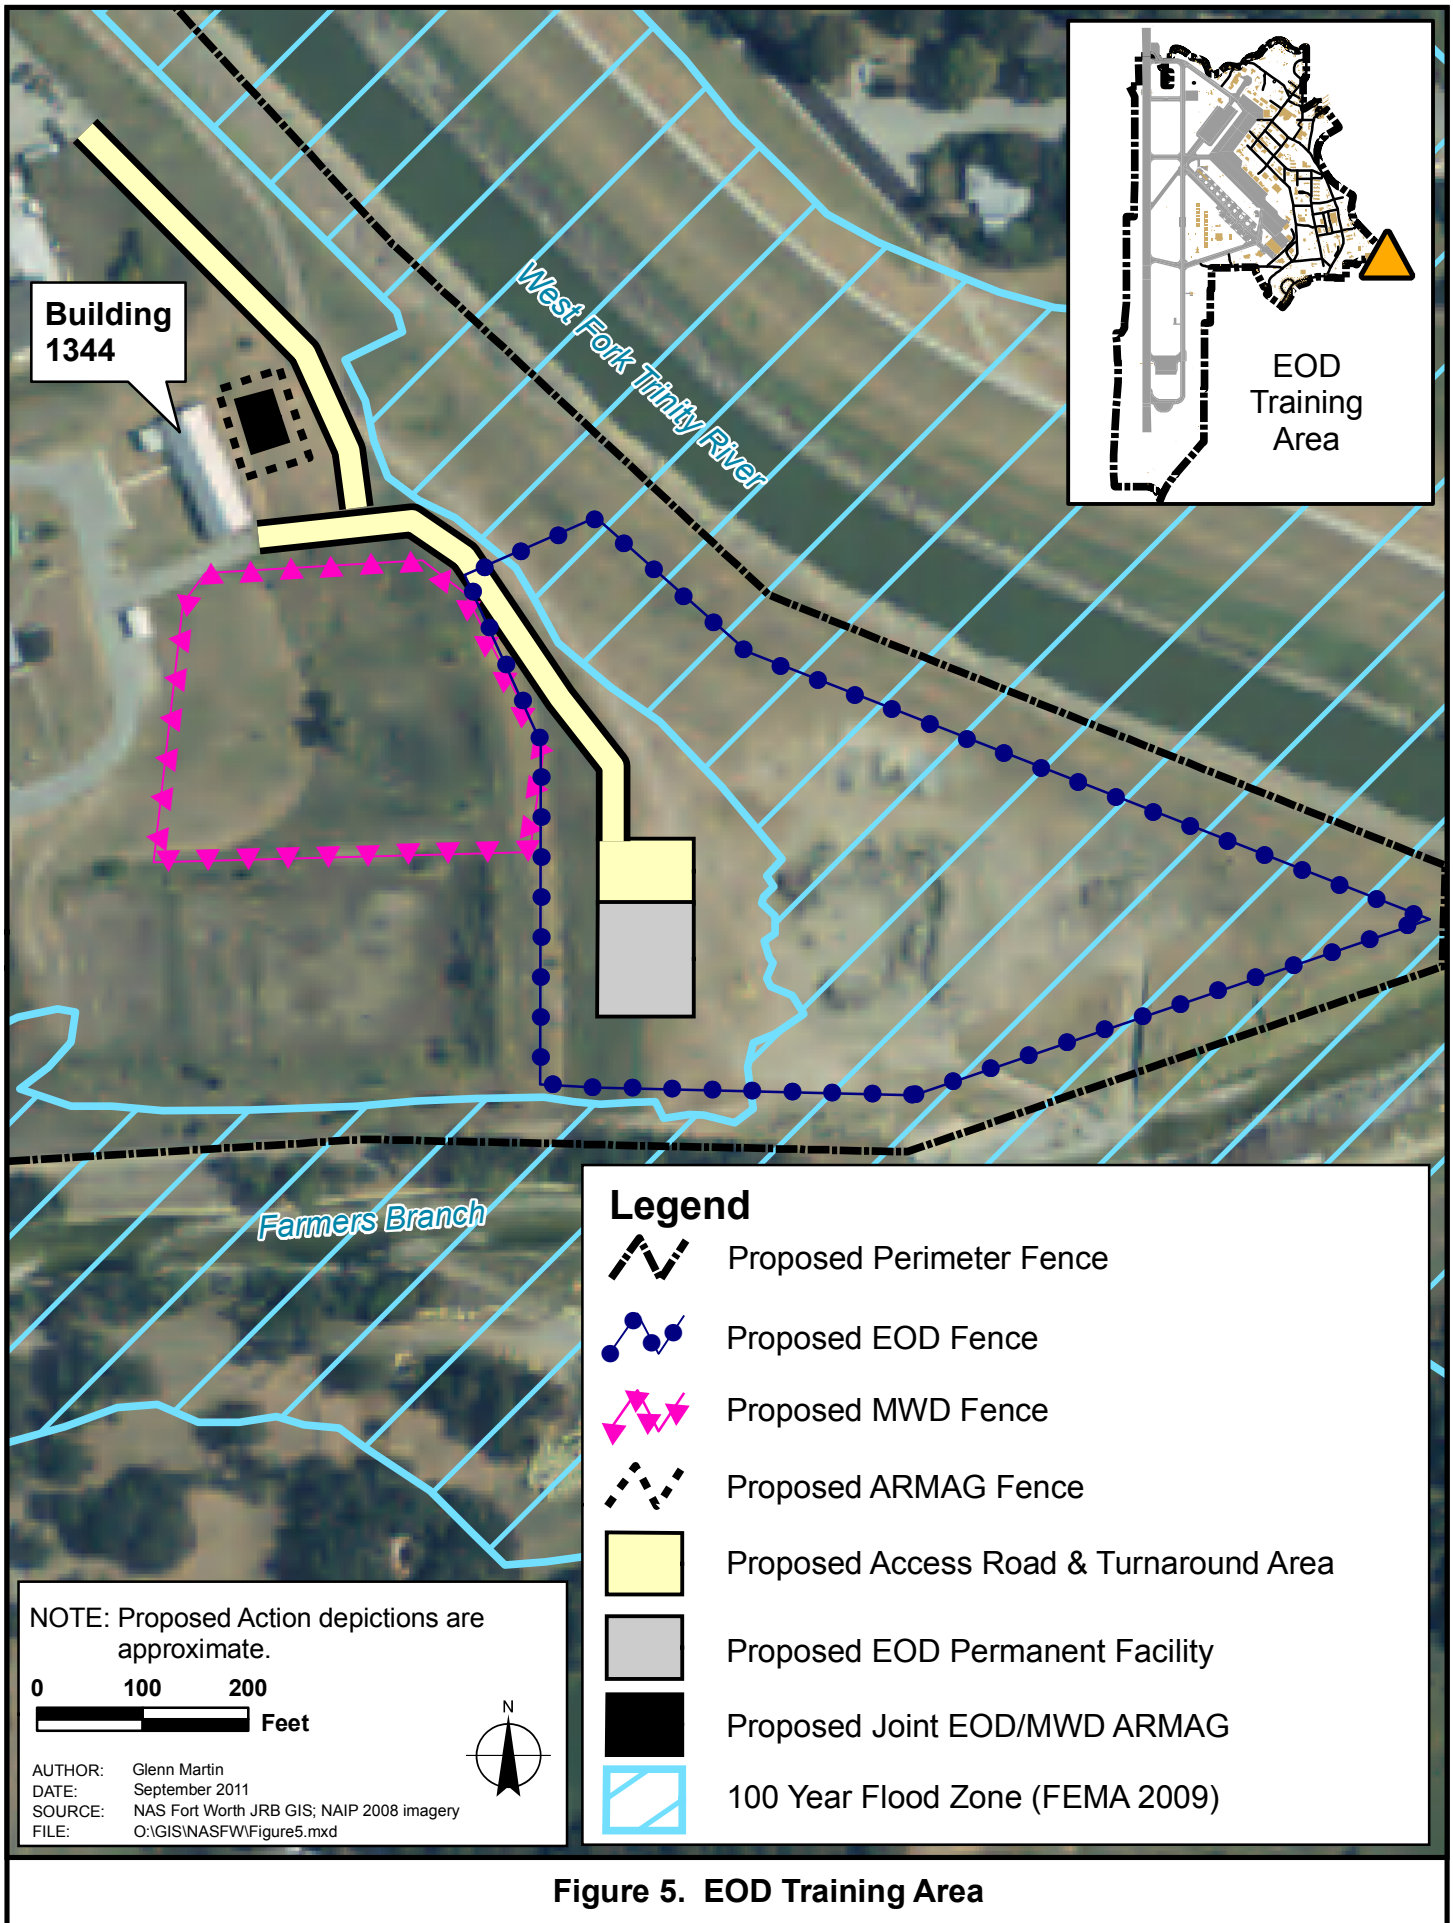 EOD
Training
Area
Building
1344
West Fork Trinity River
Farmers Branch
Legend
Proposed Perimeter Fence
Proposed EOD Fence
Proposed MWD Fence
Proposed ARMAG Fence
Proposed Access Road & Turnaround Area
Proposed EOD Permanent Facility
Proposed Joint EOD/MWD ARMAG
100 Year Flood Zone (FEMA 2009)
NOTE: Proposed Action depictions are
approximate.
0 100 200
Feet
N
AUTHOR: Glenn Martin
DATE: September 2011
SOURCE: NAS Fort Worth JRB GIS; NAIP 2008 imagery
FILE: O:\GIS\NASFW\Figure5.mxd
Figure 5. EOD Training Area